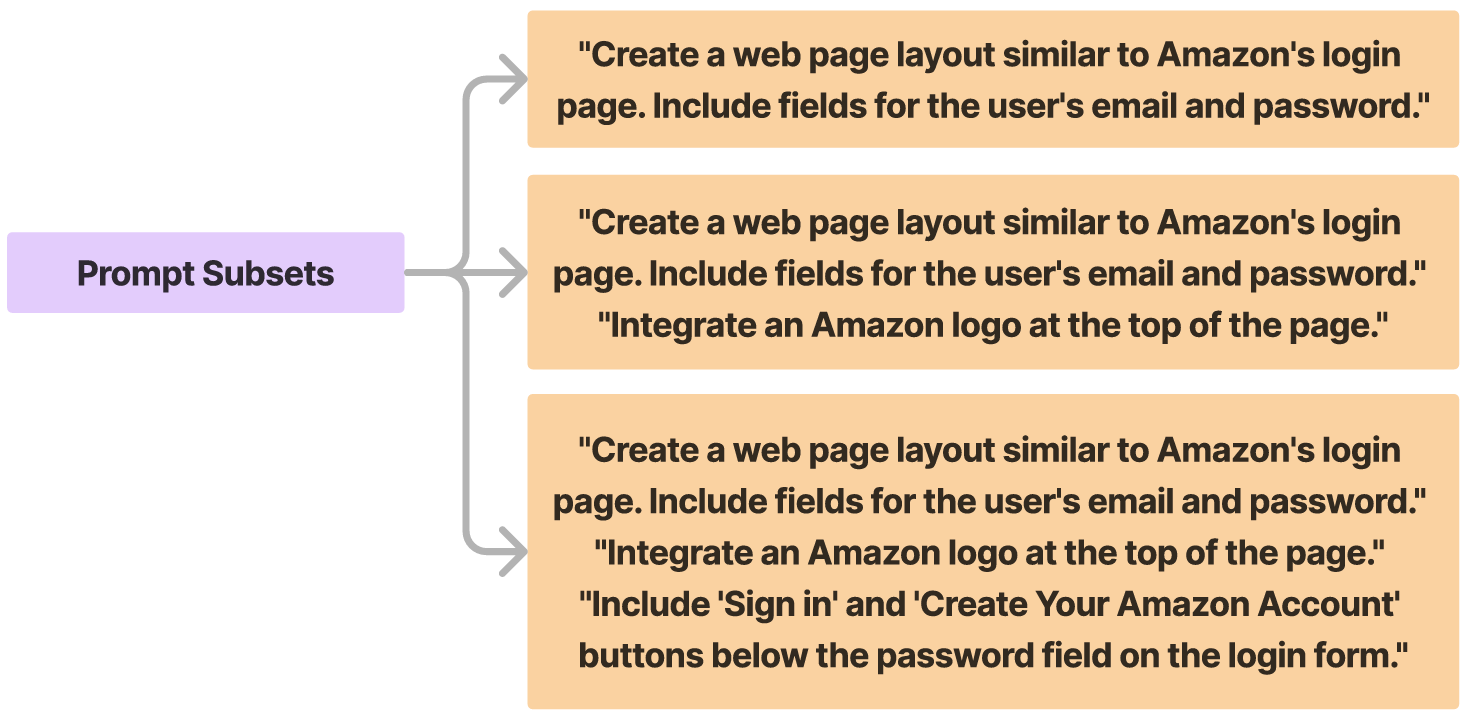 Prompt Subsets
"Create a web page layout similar to Amazon's login
page. Include fields for the user's email and password."
"Create a web page layout similar to Amazon's login
page. Include fields for the user's email and password."
"Integrate an Amazon logo at the top of the page."
"Create a web page layout similar to Amazon's login
page. Include fields for the user's email and password."
"Integrate an Amazon logo at the top of the page."
"Include 'Sign in' and 'Create Your Amazon Account'
buttons below the password field on the login form."